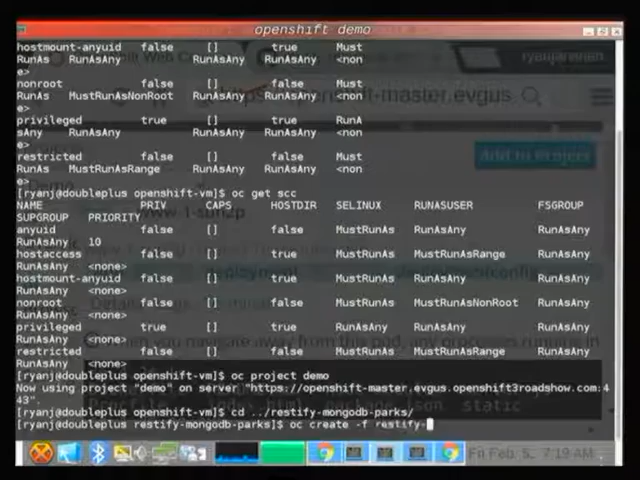 openshift demo
hostmount-anyuid false [] true Must
RunAs RunAsAny RunAsAny RunAsAny <non
e>
nonroot false [] false Must
RunAs MustRunAsNonRoot RunAsAny RunAsAny <non
e>
privileged true [] true RunA
sAny RunAsAny RunAsAny RunAsAny <non
e>
restricted false [] false Must
RunAs MustRunAsRange RunAsAny RunAsAny <non
e>
[ryanj@doubleplus openshift-vm]$ oc get scc
NAME PRIV CAPS HOSTDIR SELINUX RUNASUSER FSGROUP
SUPGROUP PRIORITY
anyuid false [] false MustRunAs RunAsAny RunAsAny
RunAsAny 10
hostaccess false [] true MustRunAs MustRunAsRange RunAsAny
RunAsAny <none>
hostmount-anyuid false [] true MustRunAs RunAsAny RunAsAny
RunAsAny <none>
nonroot false [] false MustRunAs MustRunAsNonRoot RunAsAny
RunAsAny <none>
privileged true [] true RunAsAny RunAsAny RunAsAny
RunAsAny <none>
restricted false [] false MustRunAs MustRunAsRange RunAsAny
RunAsAny <none>
[ryanj@doubleplus openshift-vm]$ oc project demo
Now using project "demo" on server "https://openshift-master.evgus.openshift3roadshow.com:4
43".
[ryanj@doubleplus openshift-vm]$ cd ../restify-mongodb-parks/
[ryanj@doubleplus restify-mongodb-parks]$ oc create -f restify-
Fri Feb 5, 7:19 AM